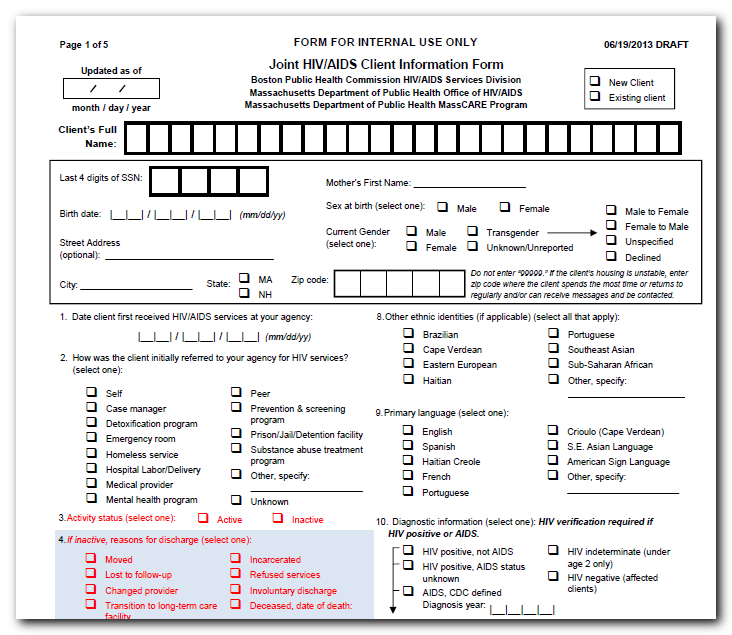 Page 1 of 5
FORM FOR INTERNAL USE ONLY
06/19/2013 DRAFT
Updated as of
/ /
month / day / year
Joint HIV/AIDS Client Information Form
Boston Public Health Commission HIV/AIDS Services Division
Massachusetts Department of Public Health Office of HIV/AIDS
Massachusetts Department of Public Health MassCARE Program
New Client
Existing client
Client's Full
Name:
Last 4 digits of SSN:
Mother's First Name:
Birth date: |__|__| / |__|__| / |__|__| (mm/dd/yy)
Sex at birth (select one): Male Female
Current Gender
(select one):
Male Transgender
Female Unknown/Unreported
Male to Female
Female to Male
Unspecified
Declined
Street Address
(optional):
City:
State: MA
NH
Zip code:
Do not enter "99999." If the client's housing is unstable, enter
zip code where the client spends the most time or returns to
regularly and/or can receive messages and be contacted.
1. Date client first received HIV/AIDS services at your agency:
|__|__| / |__|__| / |__|__| (mm/dd/yy)
2. How was the client initially referred to your agency for HIV services?
(select one):
Self
Case manager
Detoxification program
Emergency room
Homeless service
Hospital Labor/Delivery
Medical provider
Mental health program
Peer
Prevention & screening
program
Prison/Jail/Detention facility
Substance abuse treatment
program
Other, specify:
Unknown
3.Activity status (select one): Active Inactive
4.If inactive, reasons for discharge (select one):
Moved
Lost to follow-up
Changed provider
Transition to long-term care
facility
Incarcerated
Refused services
Involuntary discharge
Deceased, date of death:
8.Other ethnic identities (if applicable) (select all that apply):
Brazilian
Cape Verdean
Eastern European
Haitian
Portuguese
Southeast Asian
Sub-Saharan African
Other, specify:
9.Primary language (select one):
English
Spanish
Haitian Creole
French
Portuguese
Crioulo (Cape Verdean)
S.E. Asian Language
American Sign Language
Other, specify:
10. Diagnostic information (select one): HIV verification required if
HIV positive or AIDS.
HIV positive, not AIDS
HIV positive, AIDS status
unknown
AIDS, CDC defined
Diagnosis year: |__|__|__|__|
HIV indeterminate (under
age 2 only)
HIV negative (affected
clients)